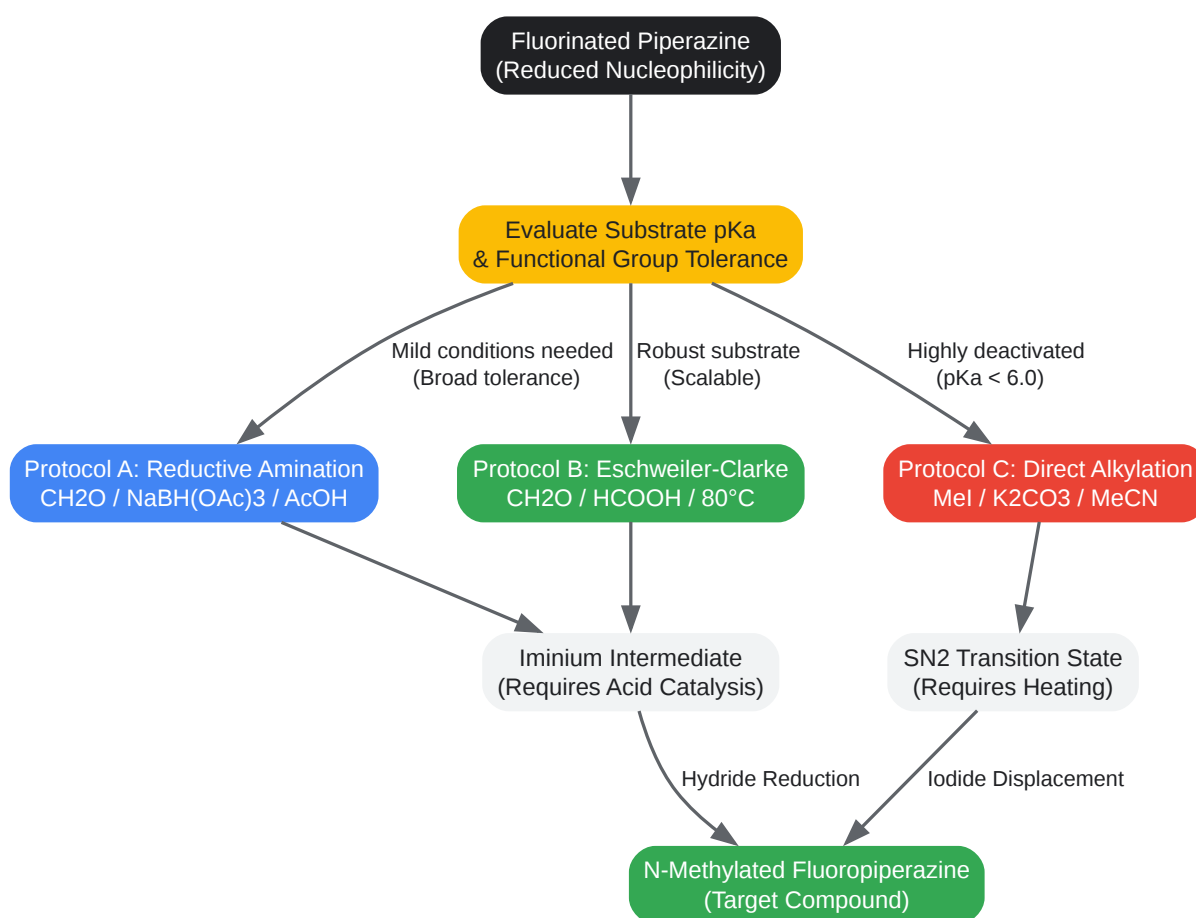 Fluorinated Piperazine
(Reduced Nucleophilicity)
Evaluate Substrate pKa
& Functional Group Tolerance
Mild conditions needed
(Broad tolerance)
Robust substrate
(Scalable)
Highly deactivated
(pKa < 6.0)
Protocol A: Reductive Amination
CH2O / NaBH(OAc)3 / AcOH
Protocol B: Eschweiler-Clarke
CH2O / HCOOH / 80°C
Protocol C: Direct Alkylation
MeI / K2CO3 / MeCN
Iminium Intermediate
(Requires Acid Catalysis)
SN2 Transition State
(Requires Heating)
Hydride Reduction
Iodide Displacement
N-Methylated Fluoropiperazine
(Target Compound)